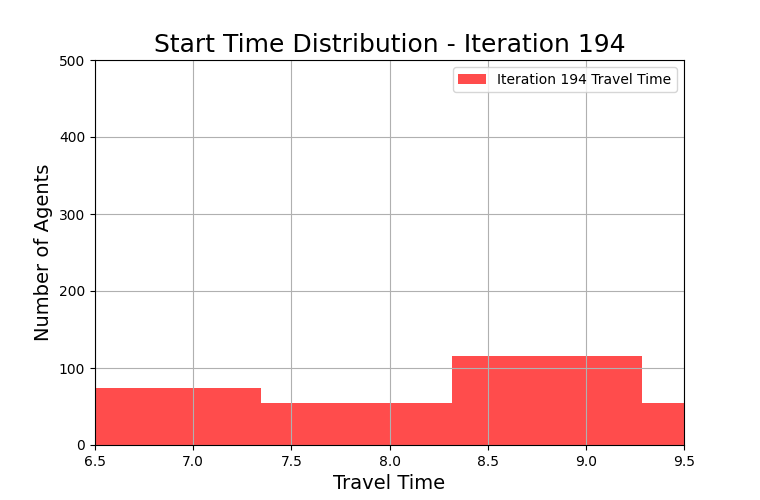 Start Time Distribution - Iteration 194
500
Iteration 194 Travel Time
400
300
200
100
0
Number of Agents
6.5 7.0 7.5 8.0 8.5 9.0 9.5
Travel Time